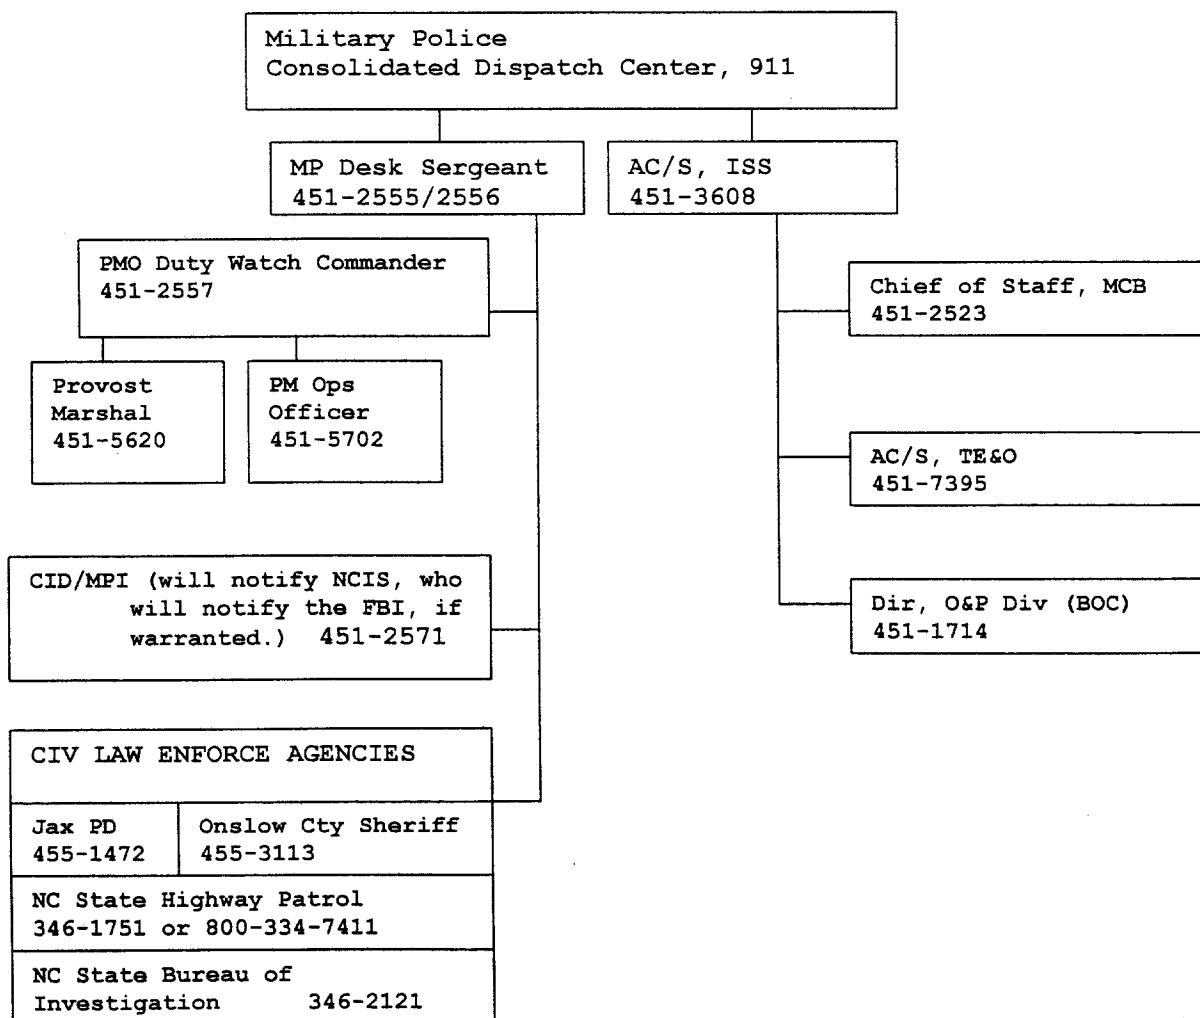 Military Police
Consolidated Dispatch Center, 911
MP Desk Sergeant
451-2555/2556
AC/S, ISS
451-3608
PMO Duty Watch Commander
451-2557
Provost
Marshal
451-5620
PM Ops
Officer
451-5702
Chief of Staff, MCB
451-2523
AC/S, TE&O
451-7395
Dir, O&P Div (BOC)
451-1714
CID/MPI (will notify NCIS, who
will notify the FBI, if
warranted.) 451-2571
CIV LAW ENFORCE AGENCIES
Jax PD
455-1472
Onslow Cty Sheriff
455-3113
NC State Highway Patrol
346-1751 or 800-334-7411
NC State Bureau of
Investigation 346-2121